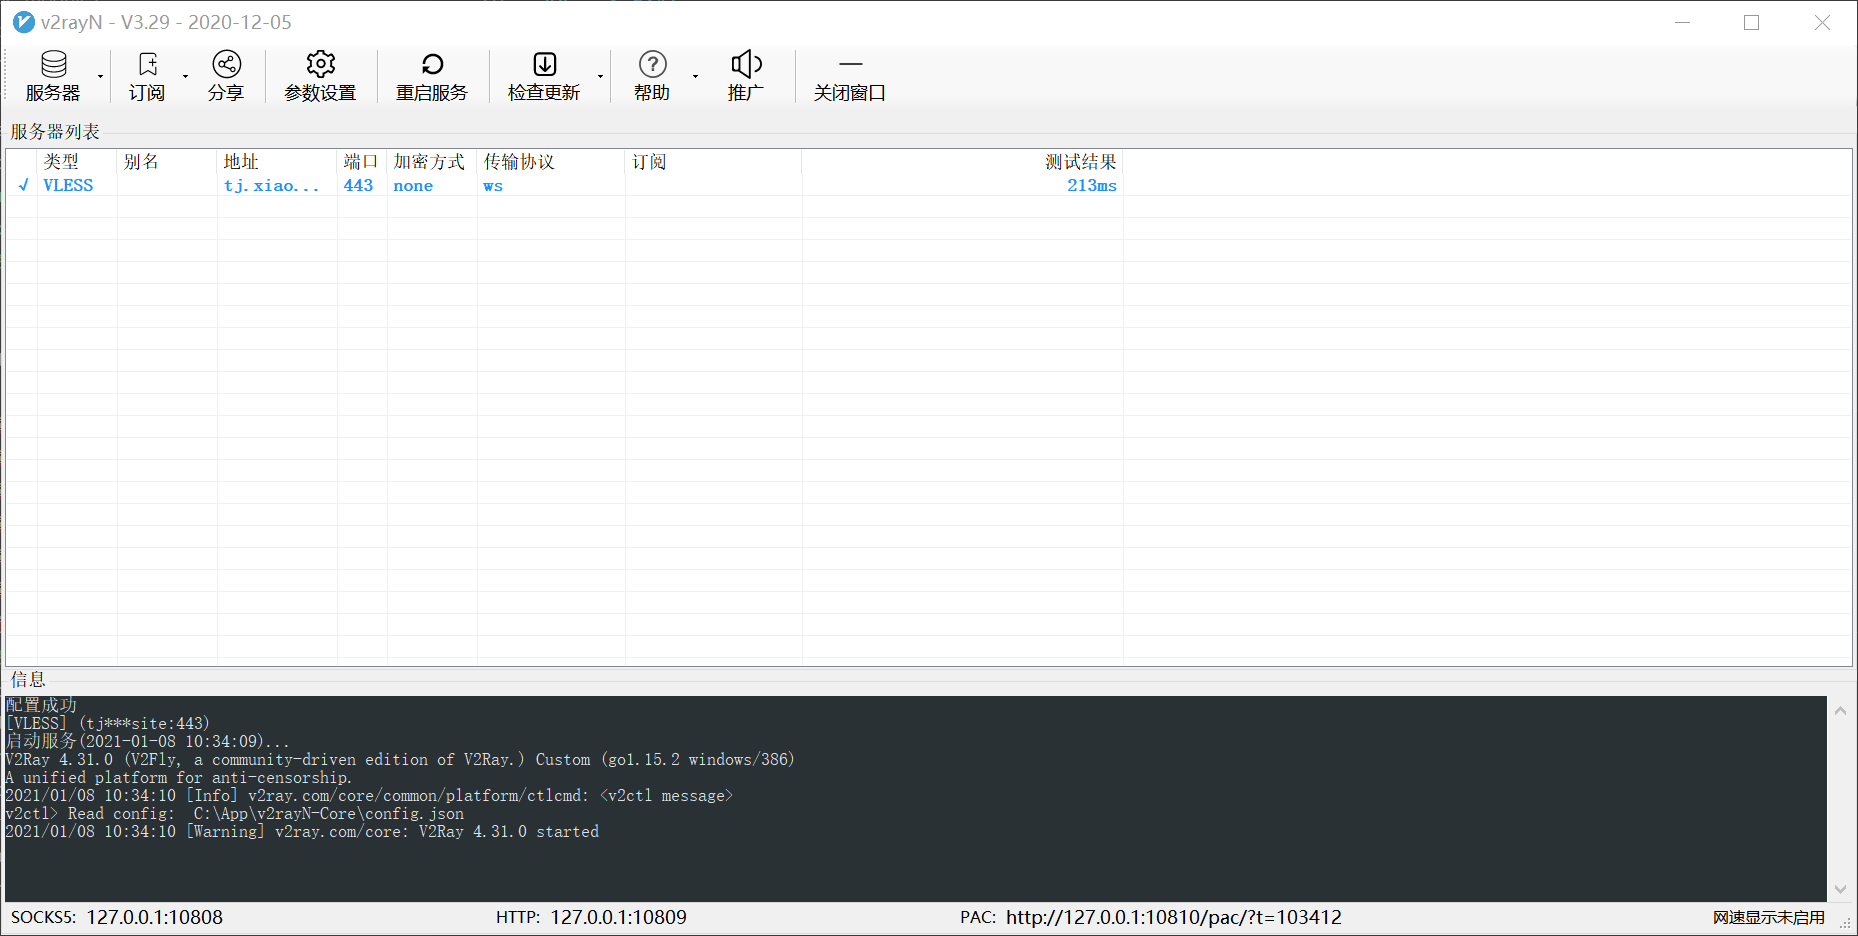 v2rayN - V3.29 - 2020-12-05
服务器 订阅 分享 参数设置 重启服务 检查更新 帮助 推广 关闭窗口
服务器列表
类型 别名 地址 端口 加密方式 传输协议 订阅 测试结果
√ VLESS tj.xiao... 443 none ws 213ms
信息
配置成功
[VLESS] (tj***site:443)
启动服务(2021-01-08 10:34:09)...
V2Ray 4.31.0 (V2Fly, a community-driven edition of V2Ray.) Custom (go1.15.2 windows/386)
A unified platform for anti-censorship.
2021/01/08 10:34:10 [Info] v2ray.com/core/common/platform/ctlcmd: <v2ctl message>
v2ctl> Read config:  C:\App\v2rayN-Core\config.json
2021/01/08 10:34:10 [Warning] v2ray.com/core: V2Ray 4.31.0 started
SOCKS5: 127.0.0.1:10808 HTTP: 127.0.0.1:10809 PAC: http://127.0.0.1:10810/pac/?t=103412 网速显示未启用